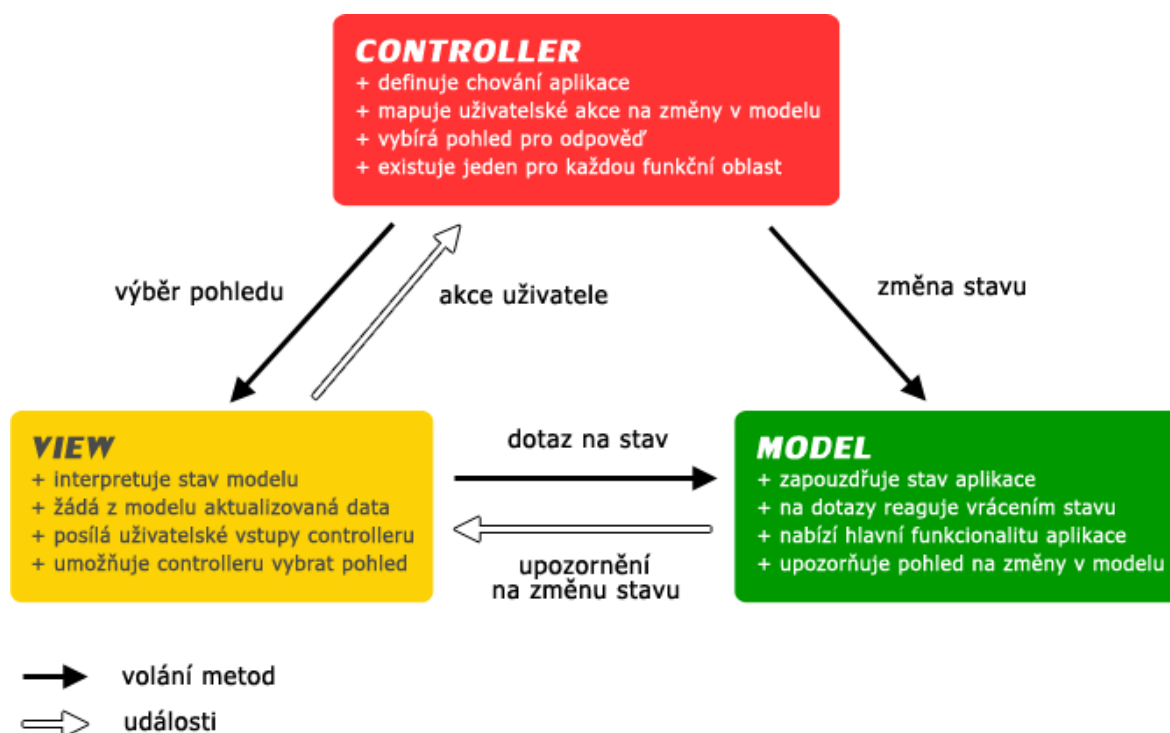 CONTROLLER
+ definuje chování aplikace
+ mapuje uživatelské akce na změny v modelu
+ vybírá pohled pro odpověď
+ existuje jeden pro každou funkční oblast
výběr pohledu
akce uživatele
změna stavu
VIEW
+ interpretuje stav modelu
+ žádá z modelu aktualizovaná data
+ posílá uživatelské vstupy controlleru
+ umožňuje controlleru vybrat pohled
dotaz na stav
upozornění
na změnu stavu
MODEL
+ zapouzdřuje stav aplikace
+ na dotazy reaguje vrácením stavu
+ nabízí hlavní funkcionalitu aplikace
+ upozorňuje pohled na změny v modelu
volání metod
události